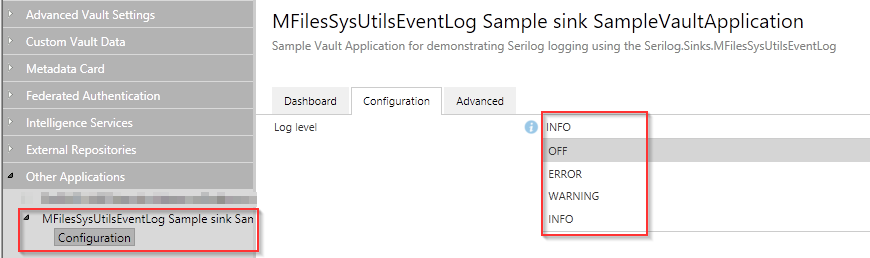 Advanced Vault Settings
Custom Vault Data
Metadata Card
Federated Authentication
Intelligence Services
External Repositories
Other Applications
MFilesSysUtilsEventLog Sample sink San
Configuration
MFilesSysUtilsEventLog Sample sink SampleVaultApplication
Sample Vault Application for demonstrating Serilog logging using the Serilog.Sinks.MFilesSysUtilsEventLog
Dashboard
Configuration
Advanced
Log level
INFO
OFF
ERROR
WARNING
INFO